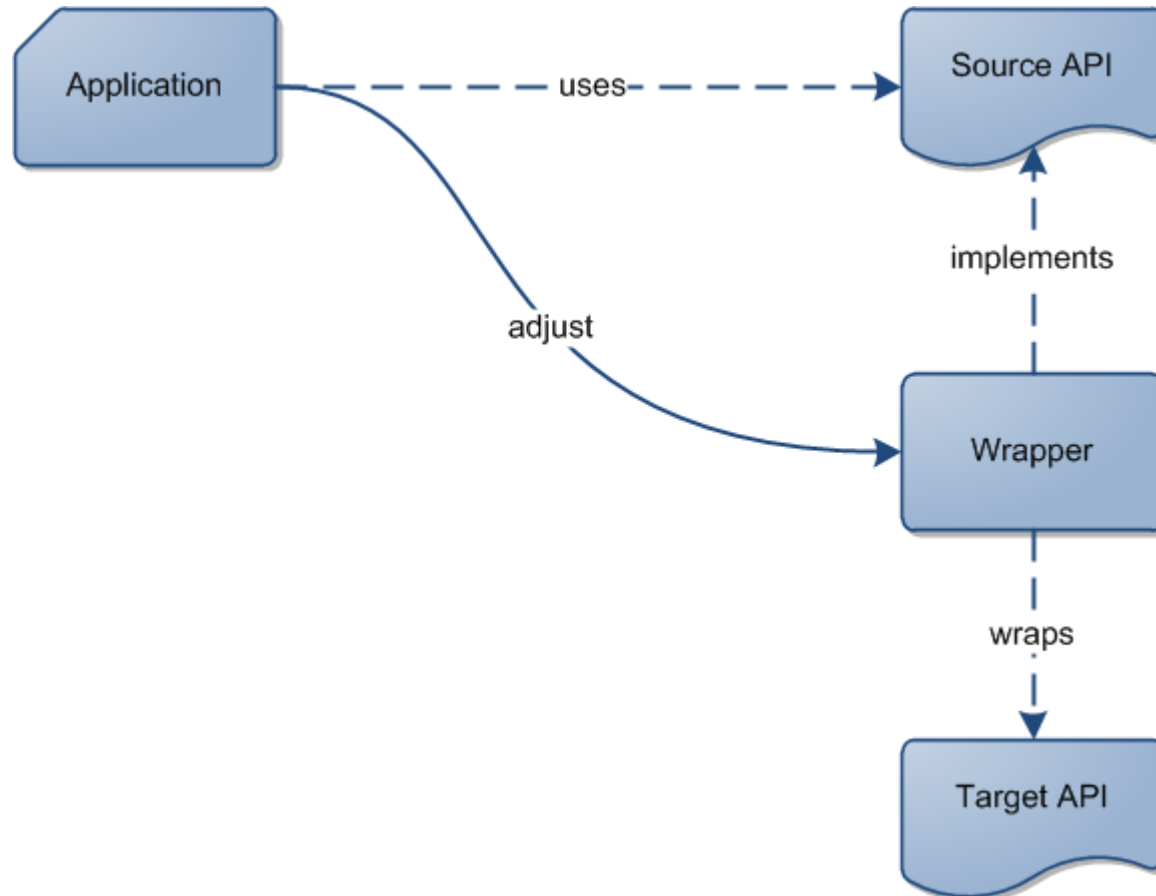 Application
uses
Source API
implements
adjust
Wrapper
wraps
Target API